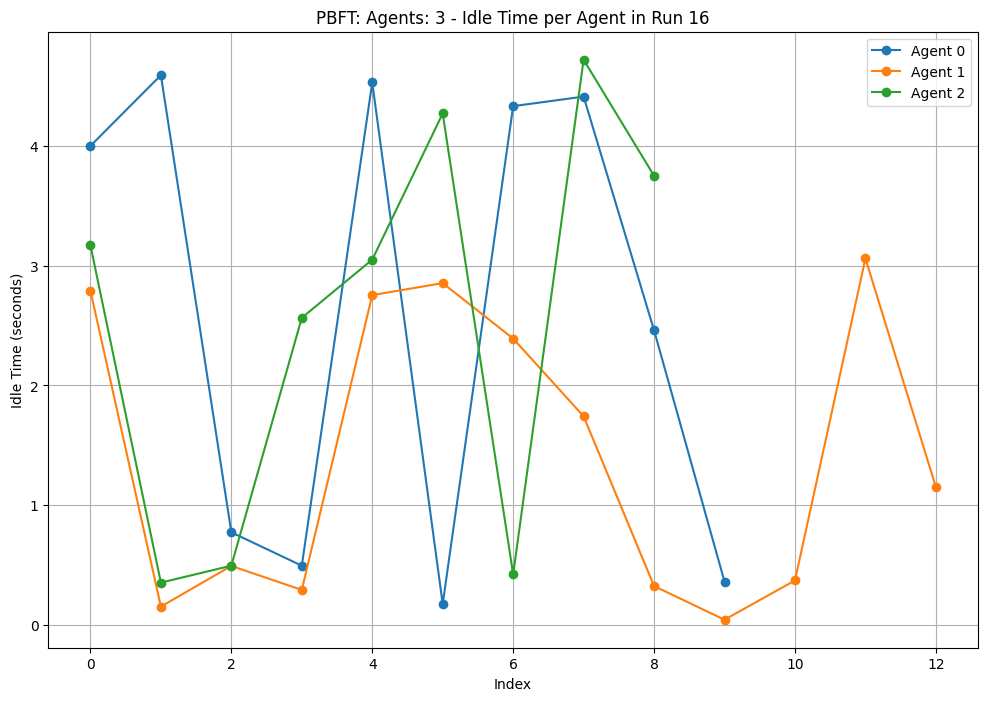 PBFT: Agents: 3 - Idle Time per Agent in Run 16
Agent 0
Agent 1
Agent 2
Idle Time (seconds)
4
3
2
1
0
0 2 4 6 8 10 12
Index